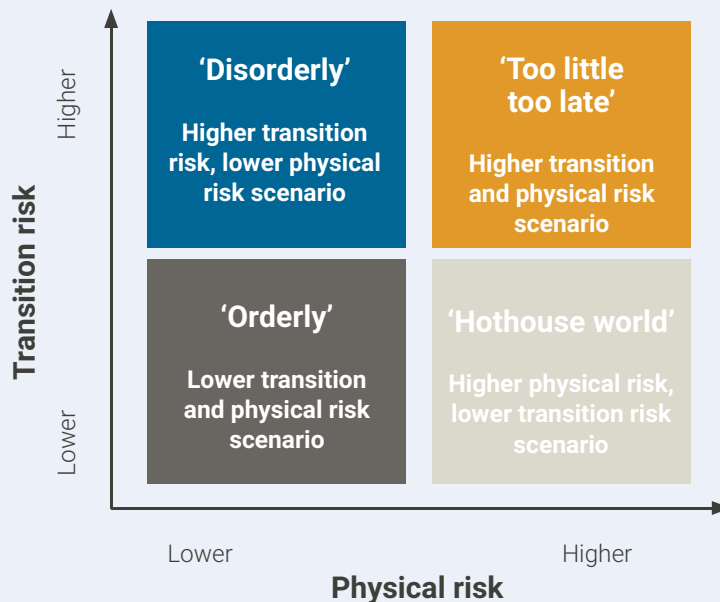 Transition risk
Higher
Lower
‘Disorderly’
Higher transition
risk, lower physical
risk scenario
‘Too little
too late’
Higher transition
and physical risk
scenario
‘Orderly’
Lower transition
and physical risk
scenario
‘Hothouse world’
Higher physical risk,
lower transition risk
scenario
Lower
Higher
Physical risk